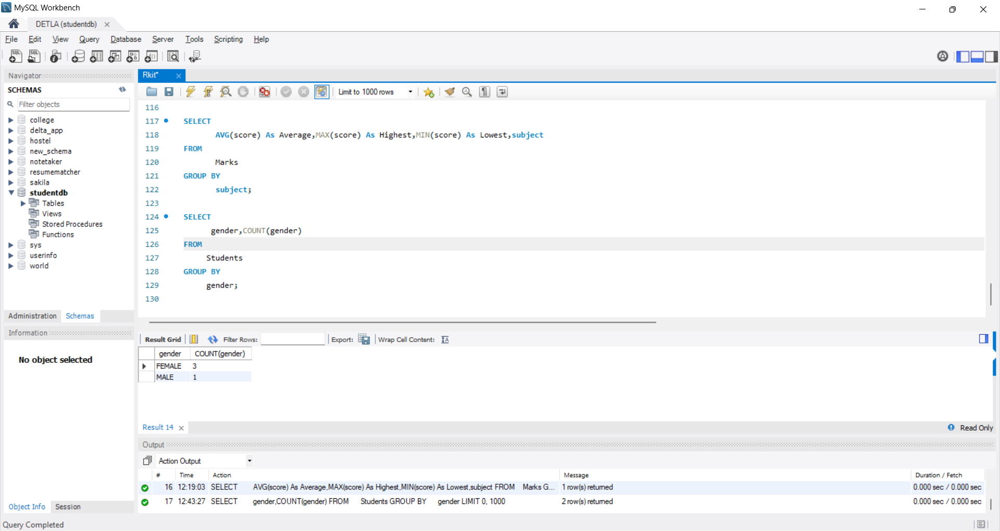 MySQL Workbench
DETLA (studentdb)
File Edit View Query Database Server Tools Scripting Help
Navigator
SCHEMAS
Filter objects
college
delta_app
hostel
new_schema
notetaker
resumematcher
sakila
studentdb
Tables
Views
Stored Procedures
Functions
sys
userinfo
world
Administration Schemas
Information
No object selected
Object Info Session
Rkit*
Limit to 1000 rows
116
117 SELECT
118 AVG(score) As Average,MAX(score) As Highest,MIN(score) As Lowest,subject
119 FROM
120 Marks
121 GROUP BY
122 subject;
123
124 SELECT
125 gender,COUNT(gender)
126 FROM
127 Students
128 GROUP BY
129 gender;
130
Result Grid Filter Rows: Export: Wrap Cell Content:
gender COUNT(gender)
FEMALE 3
MALE 1
Result 14 Read Only
Output
Action Output
# Time Action Message Duration / Fetch
16 12:19:03 SELECT AVG(score) As Average,MAX(score) As Highest,MIN(score) As Lowest,subject FROM Marks G... 1 row(s) returned 0.000 sec / 0.000 sec
17 12:43:27 SELECT gender,COUNT(gender) FROM Students GROUP BY gender LIMIT 0, 1000 2 row(s) returned 0.000 sec / 0.000 sec
Query Completed